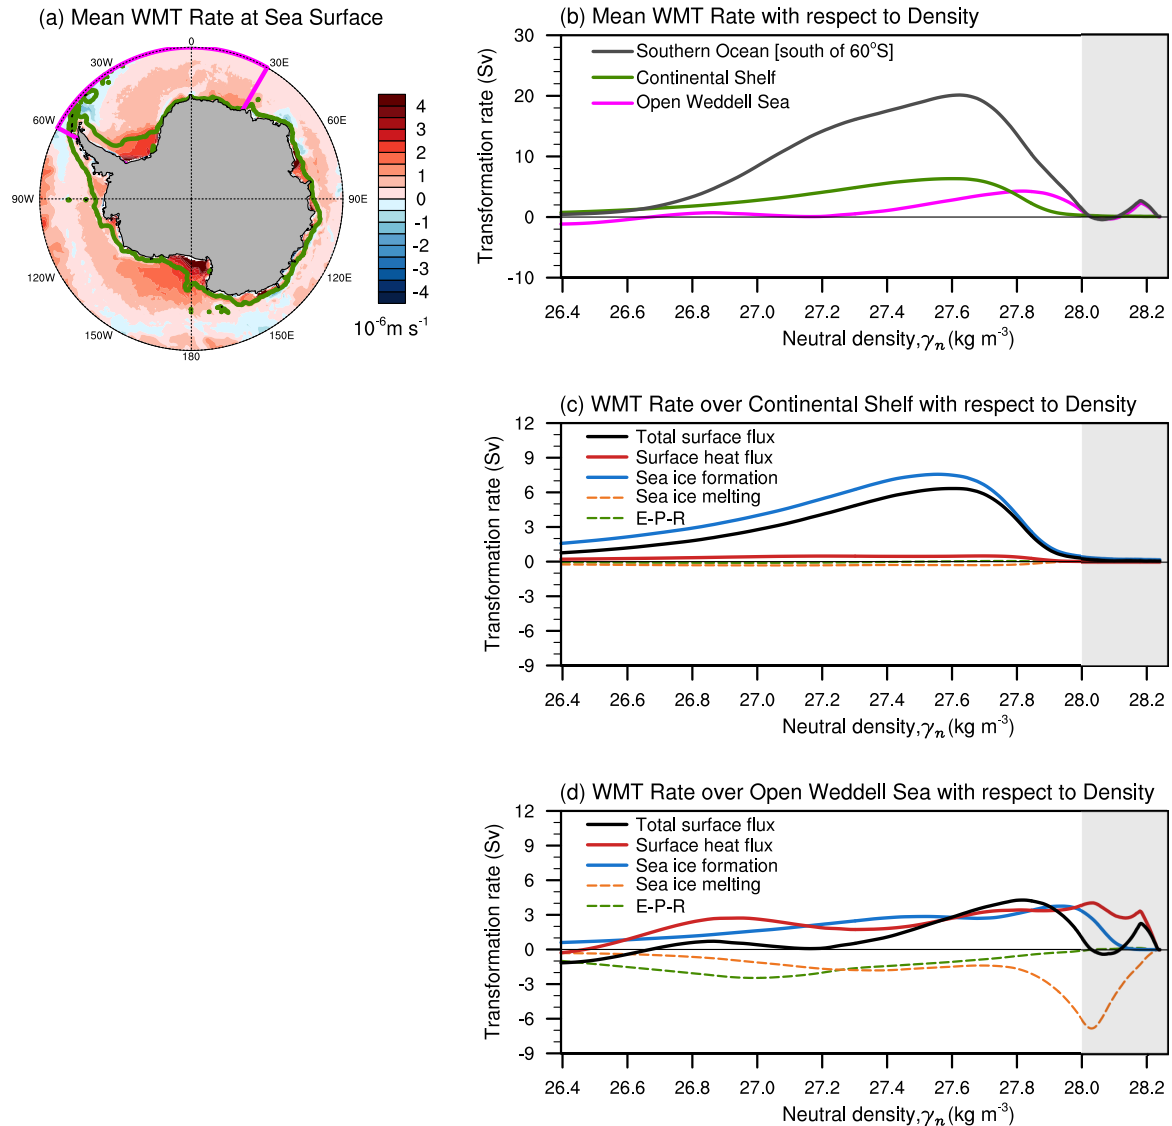 (a) Mean WMT Rate at Sea Surface
0
30W
30E
60W
60E
90W
90E
120W
120E
150W
150E
180
4
3
2
1
0
-1
-2
-3
-4
10⁻⁶m s⁻¹
(b) Mean WMT Rate with respect to Density
Transformation rate (Sv)
30
20
10
0
-10
Southern Ocean [south of 60°S]
Continental Shelf
Open Weddell Sea
26.4 26.6 26.8 27.0 27.2 27.4 27.6 27.8 28.0 28.2
Neutral density,γn (kg m⁻³)
(c) WMT Rate over Continental Shelf with respect to Density
Transformation rate (Sv)
12
9
6
3
0
-3
-6
-9
Total surface flux
Surface heat flux
Sea ice formation
Sea ice melting
E-P-R
26.4 26.6 26.8 27.0 27.2 27.4 27.6 27.8 28.0 28.2
Neutral density,γn (kg m⁻³)
(d) WMT Rate over Open Weddell Sea with respect to Density
Transformation rate (Sv)
12
9
6
3
0
-3
-6
-9
Total surface flux
Surface heat flux
Sea ice formation
Sea ice melting
E-P-R
26.4 26.6 26.8 27.0 27.2 27.4 27.6 27.8 28.0 28.2
Neutral density,γn (kg m⁻³)